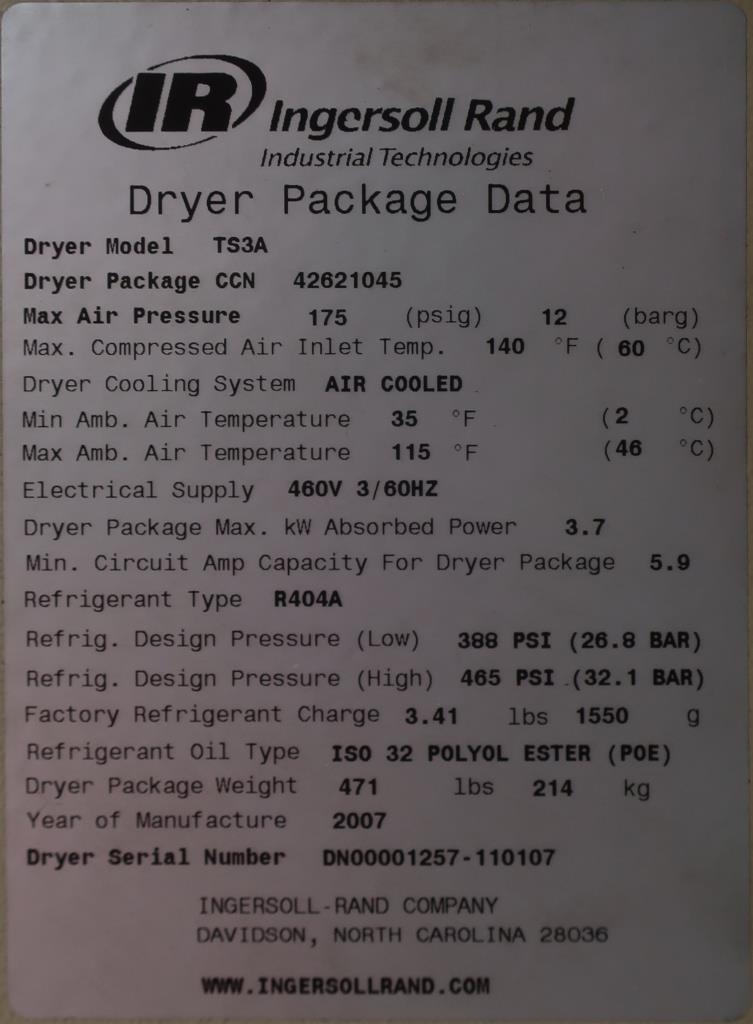 IR Ingersoll Rand
Industrial Technologies
Dryer Package Data
Dryer Model TS3A
Dryer Package CCN 42621045
Max Air Pressure 175 (psig) 12 (barg)
Max. Compressed Air Inlet Temp. 140 °F ( 60 °C)
Dryer Cooling System AIR COOLED
Min Amb. Air Temperature 35 °F (2 °C)
Max Amb. Air Temperature 115 °F (46 °C)
Electrical Supply 460V 3/60HZ
Dryer Package Max. kW Absorbed Power 3.7
Min. Circuit Amp Capacity For Dryer Package 5.9
Refrigerant Type R404A
Refrig. Design Pressure (Low) 388 PSI (26.8 BAR)
Refrig. Design Pressure (High) 465 PSI (32.1 BAR)
Factory Refrigerant Charge 3.41 lbs 1550 g
Refrigerant Oil Type ISO 32 POLYOL ESTER (POE)
Dryer Package Weight 471 lbs 214 kg
Year of Manufacture 2007
Dryer Serial Number DN00001257-110107
INGERSOLL-RAND COMPANY
DAVIDSON, NORTH CAROLINA 28036
WWW.INGERSOLLRAND.COM